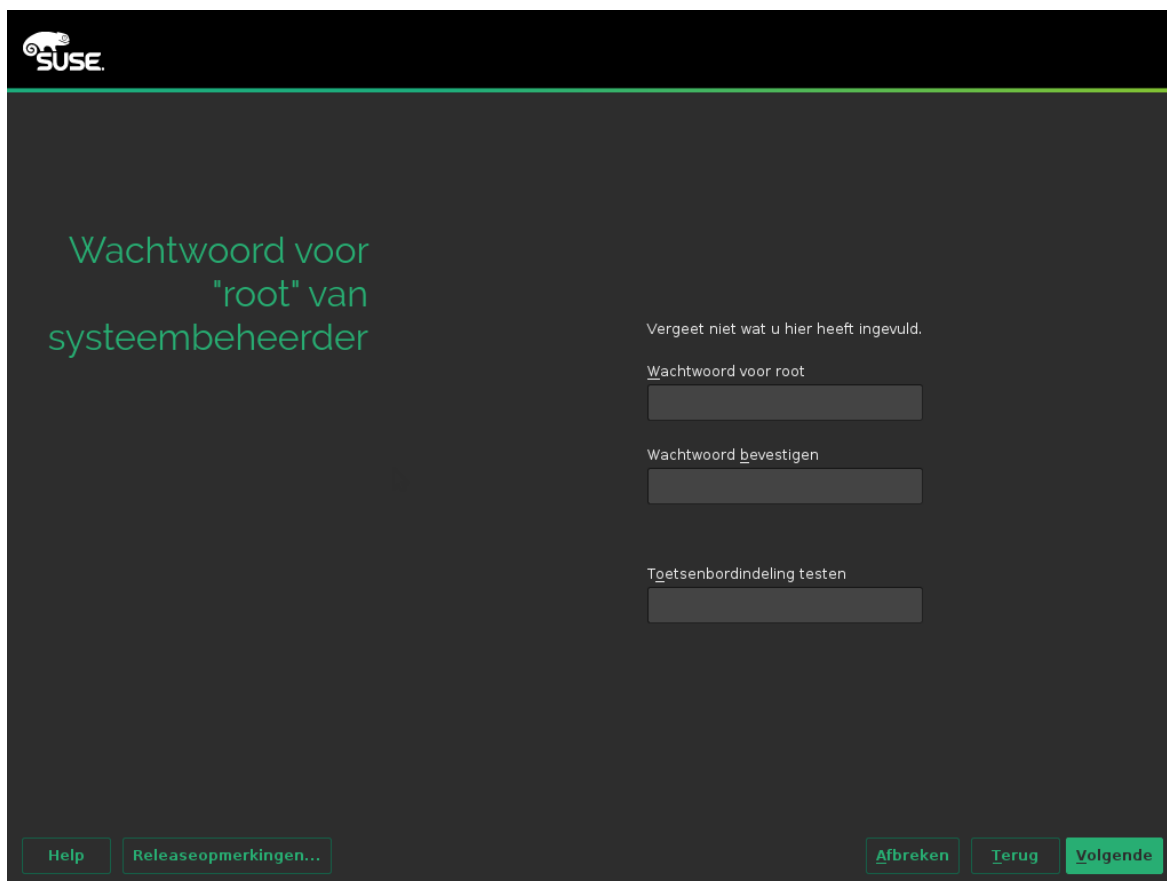 SUSE.
Wachtwoord voor
"root" van
systeembeheerder
Vergeet niet wat u hier heeft ingevuld.
Wachtwoord voor root
Wachtwoord bevestigen
Toetsenbordindeling testen
Help
Releaseopmerkingen...
Afbreken
Terug
Volgende